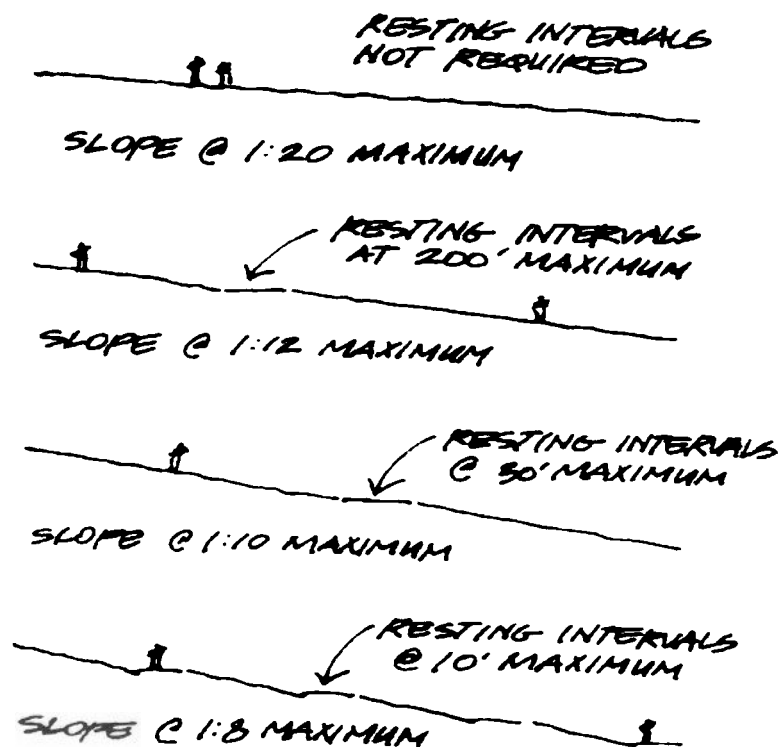 RESTING INTERVALS
NOT REQUIRED
SLOPE @ 1:20 MAXIMUM
RESTING INTERVALS
AT 200' MAXIMUM
SLOPE @ 1:12 MAXIMUM
RESTING INTERVALS
@ 30' MAXIMUM
SLOPE @ 1:10 MAXIMUM
RESTING INTERVALS
@ 10' MAXIMUM
SLOPE @ 1:8 MAXIMUM